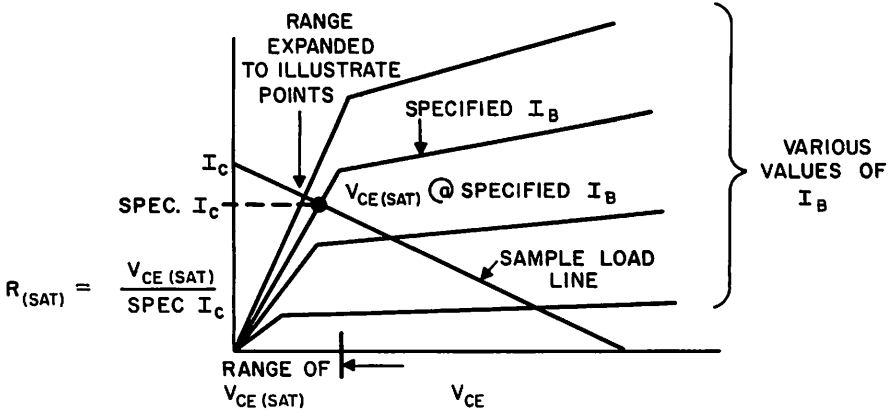 RANGE
EXPANDED
TO ILLUSTRATE
POINTS
SPECIFIED I_B
VARIOUS
VALUES OF
I_B
I_C
V_CE(SAT) @ SPECIFIED
I_B
SPEC. I_C
SAMPLE LOAD
LINE
R_(SAT) = V_CE(SAT) / SPEC I_C
RANGE OF
V_CE(SAT)
V_CE